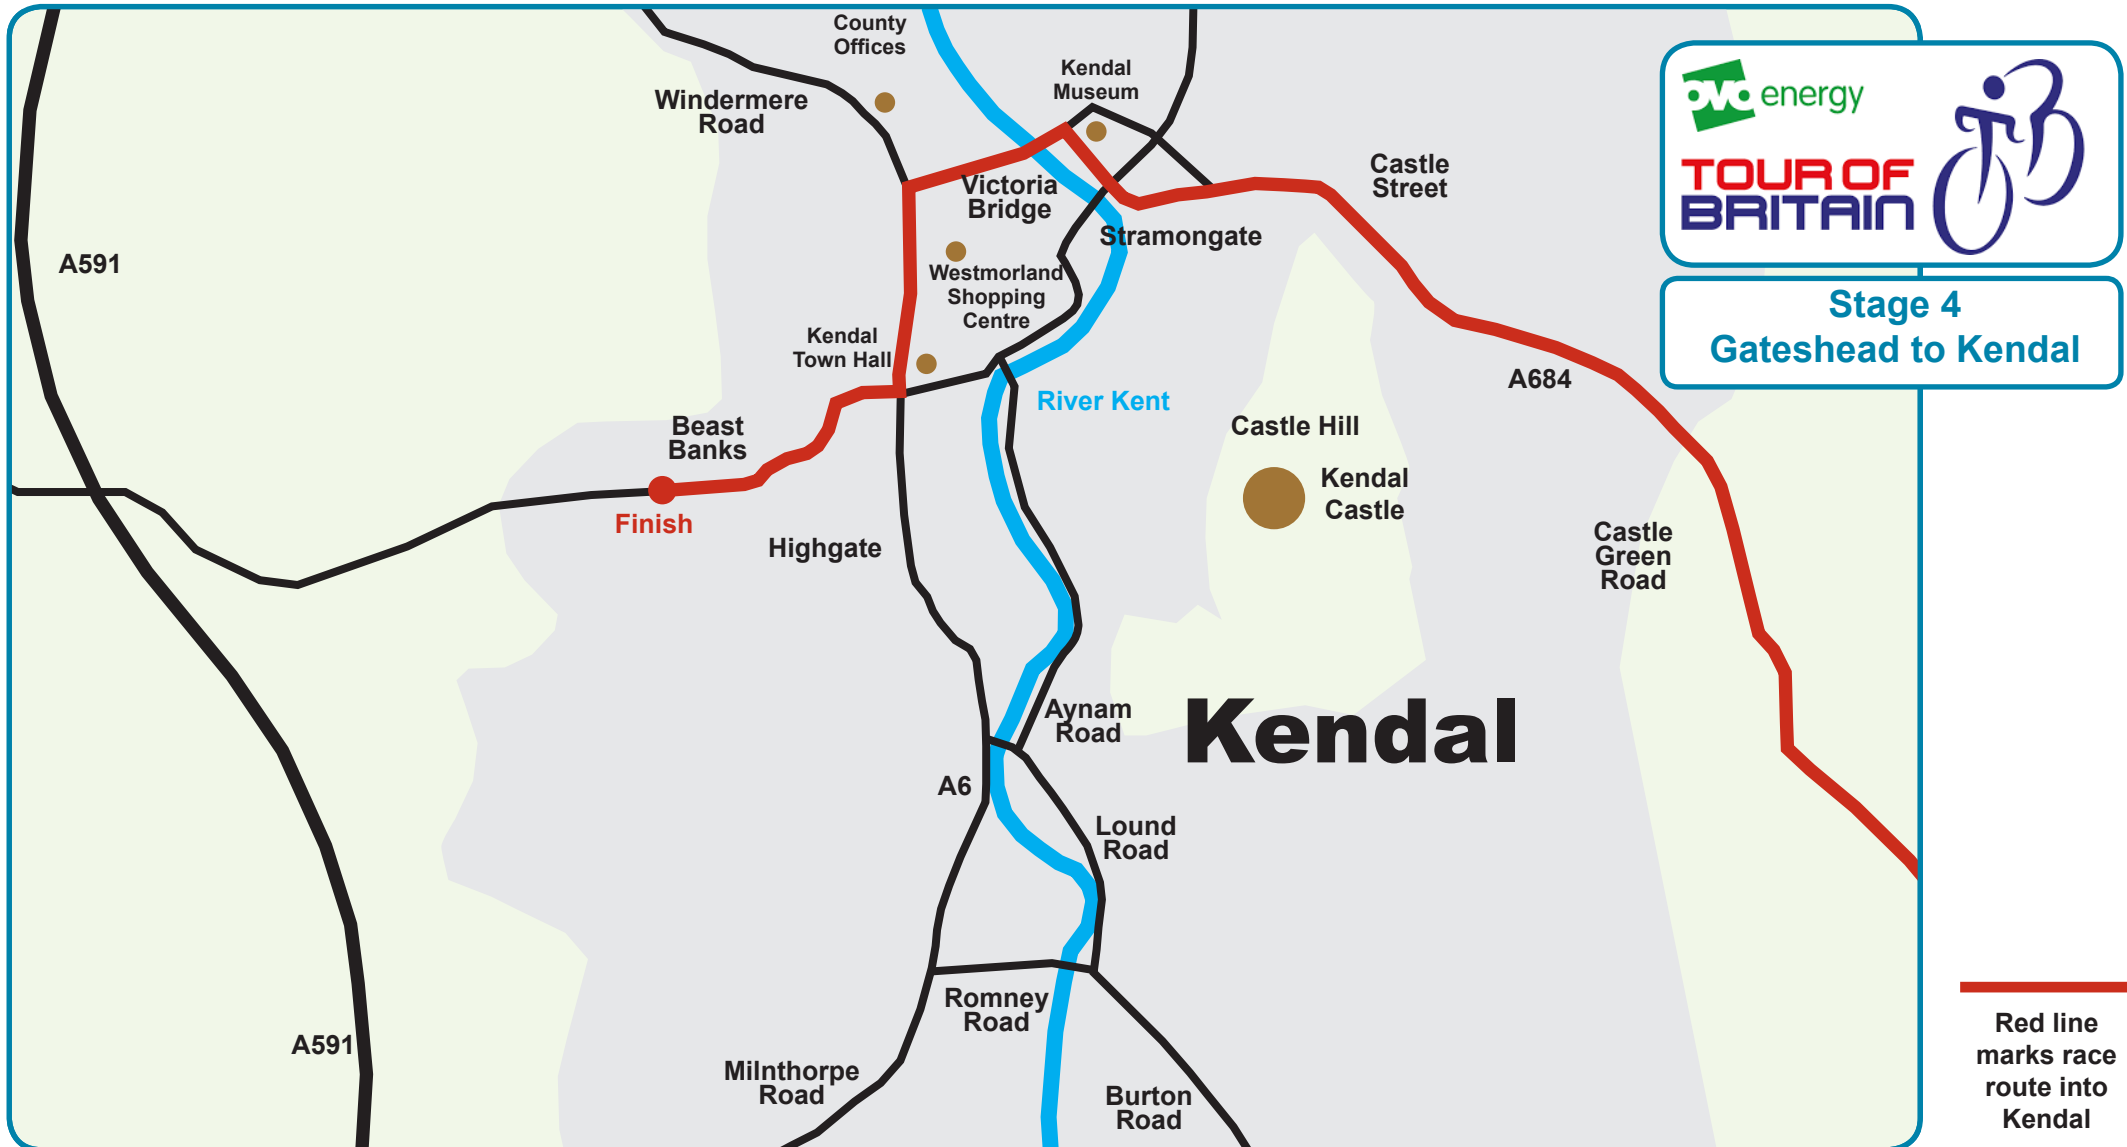 County
Offices
Kendal
Museum
Windermere
Road
Castle
Street
Victoria
Bridge
Stramongate
A591
Westmorland
Shopping
Centre
Kendal
Town Hall
River Kent
A684
Beast
Banks
Castle Hill
Kendal
Castle
Finish
Highgate
Castle
Green
Road
Aynam
Road
Kendal
A6
Lound
Road
Romney
Road
A591
Milnthorpe
Road
Burton
Road
ovo energy
TOUR OF
BRITAIN
Stage 4
Gateshead to Kendal
Red line
marks race
route into
Kendal